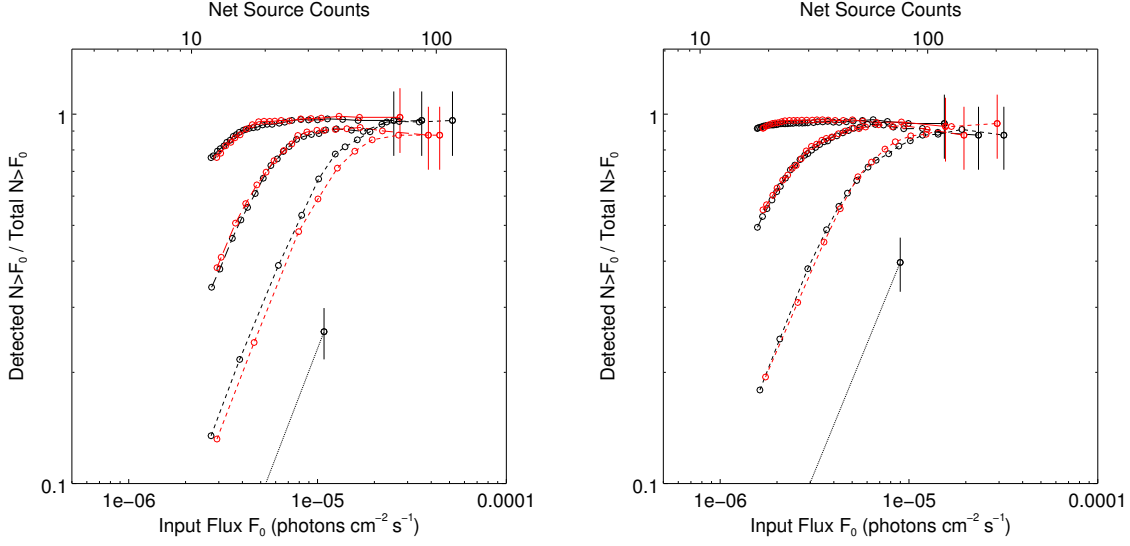 Net Source Counts
10
100
1
0.1
Detected N>F₀ / Total N>F₀
1e-06
1e-05
0.0001
Input Flux F₀ (photons cm⁻² s⁻¹)
Net Source Counts
10
100
1
0.1
Detected N>F₀ / Total N>F₀
1e-06
1e-05
0.0001
Input Flux F₀ (photons cm⁻² s⁻¹)